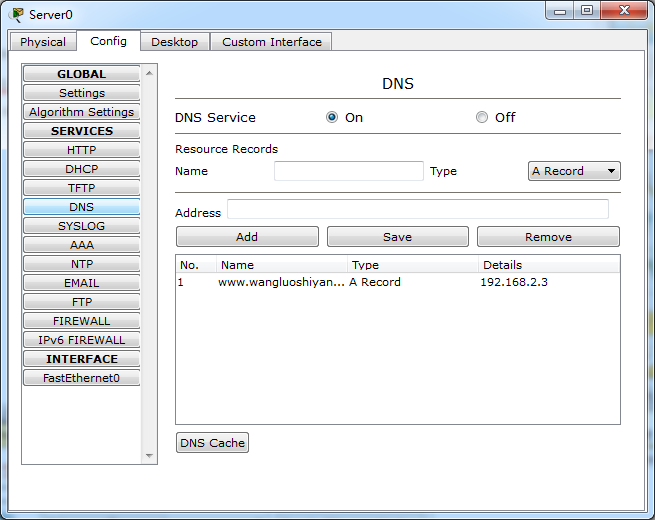 Server0
Physical Config Desktop Custom Interface
GLOBAL
Settings
Algorithm Settings
SERVICES
HTTP
DHCP
TFTP
DNS
SYSLOG
AAA
NTP
EMAIL
FTP
FIREWALL
IPv6 FIREWALL
INTERFACE
FastEthernet0
DNS
DNS Service On Off
Resource Records
Name Type A Record
Address
Add Save Remove
No. Name Type Details
1 www.wangluoshiyan... A Record 192.168.2.3
DNS Cache